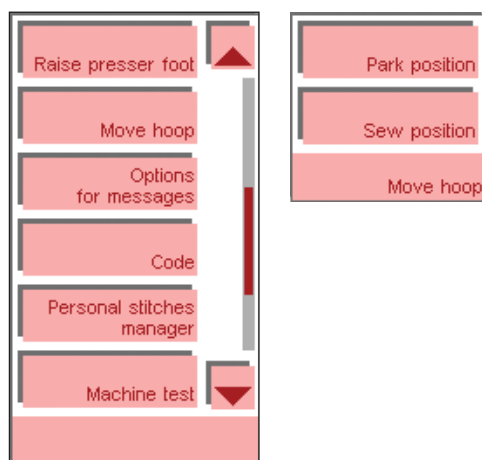 Raise presser foot
Move hoop
Options
for messages
Code
Personal stitches
manager
Machine test
Park position
Sew position
Move hoop